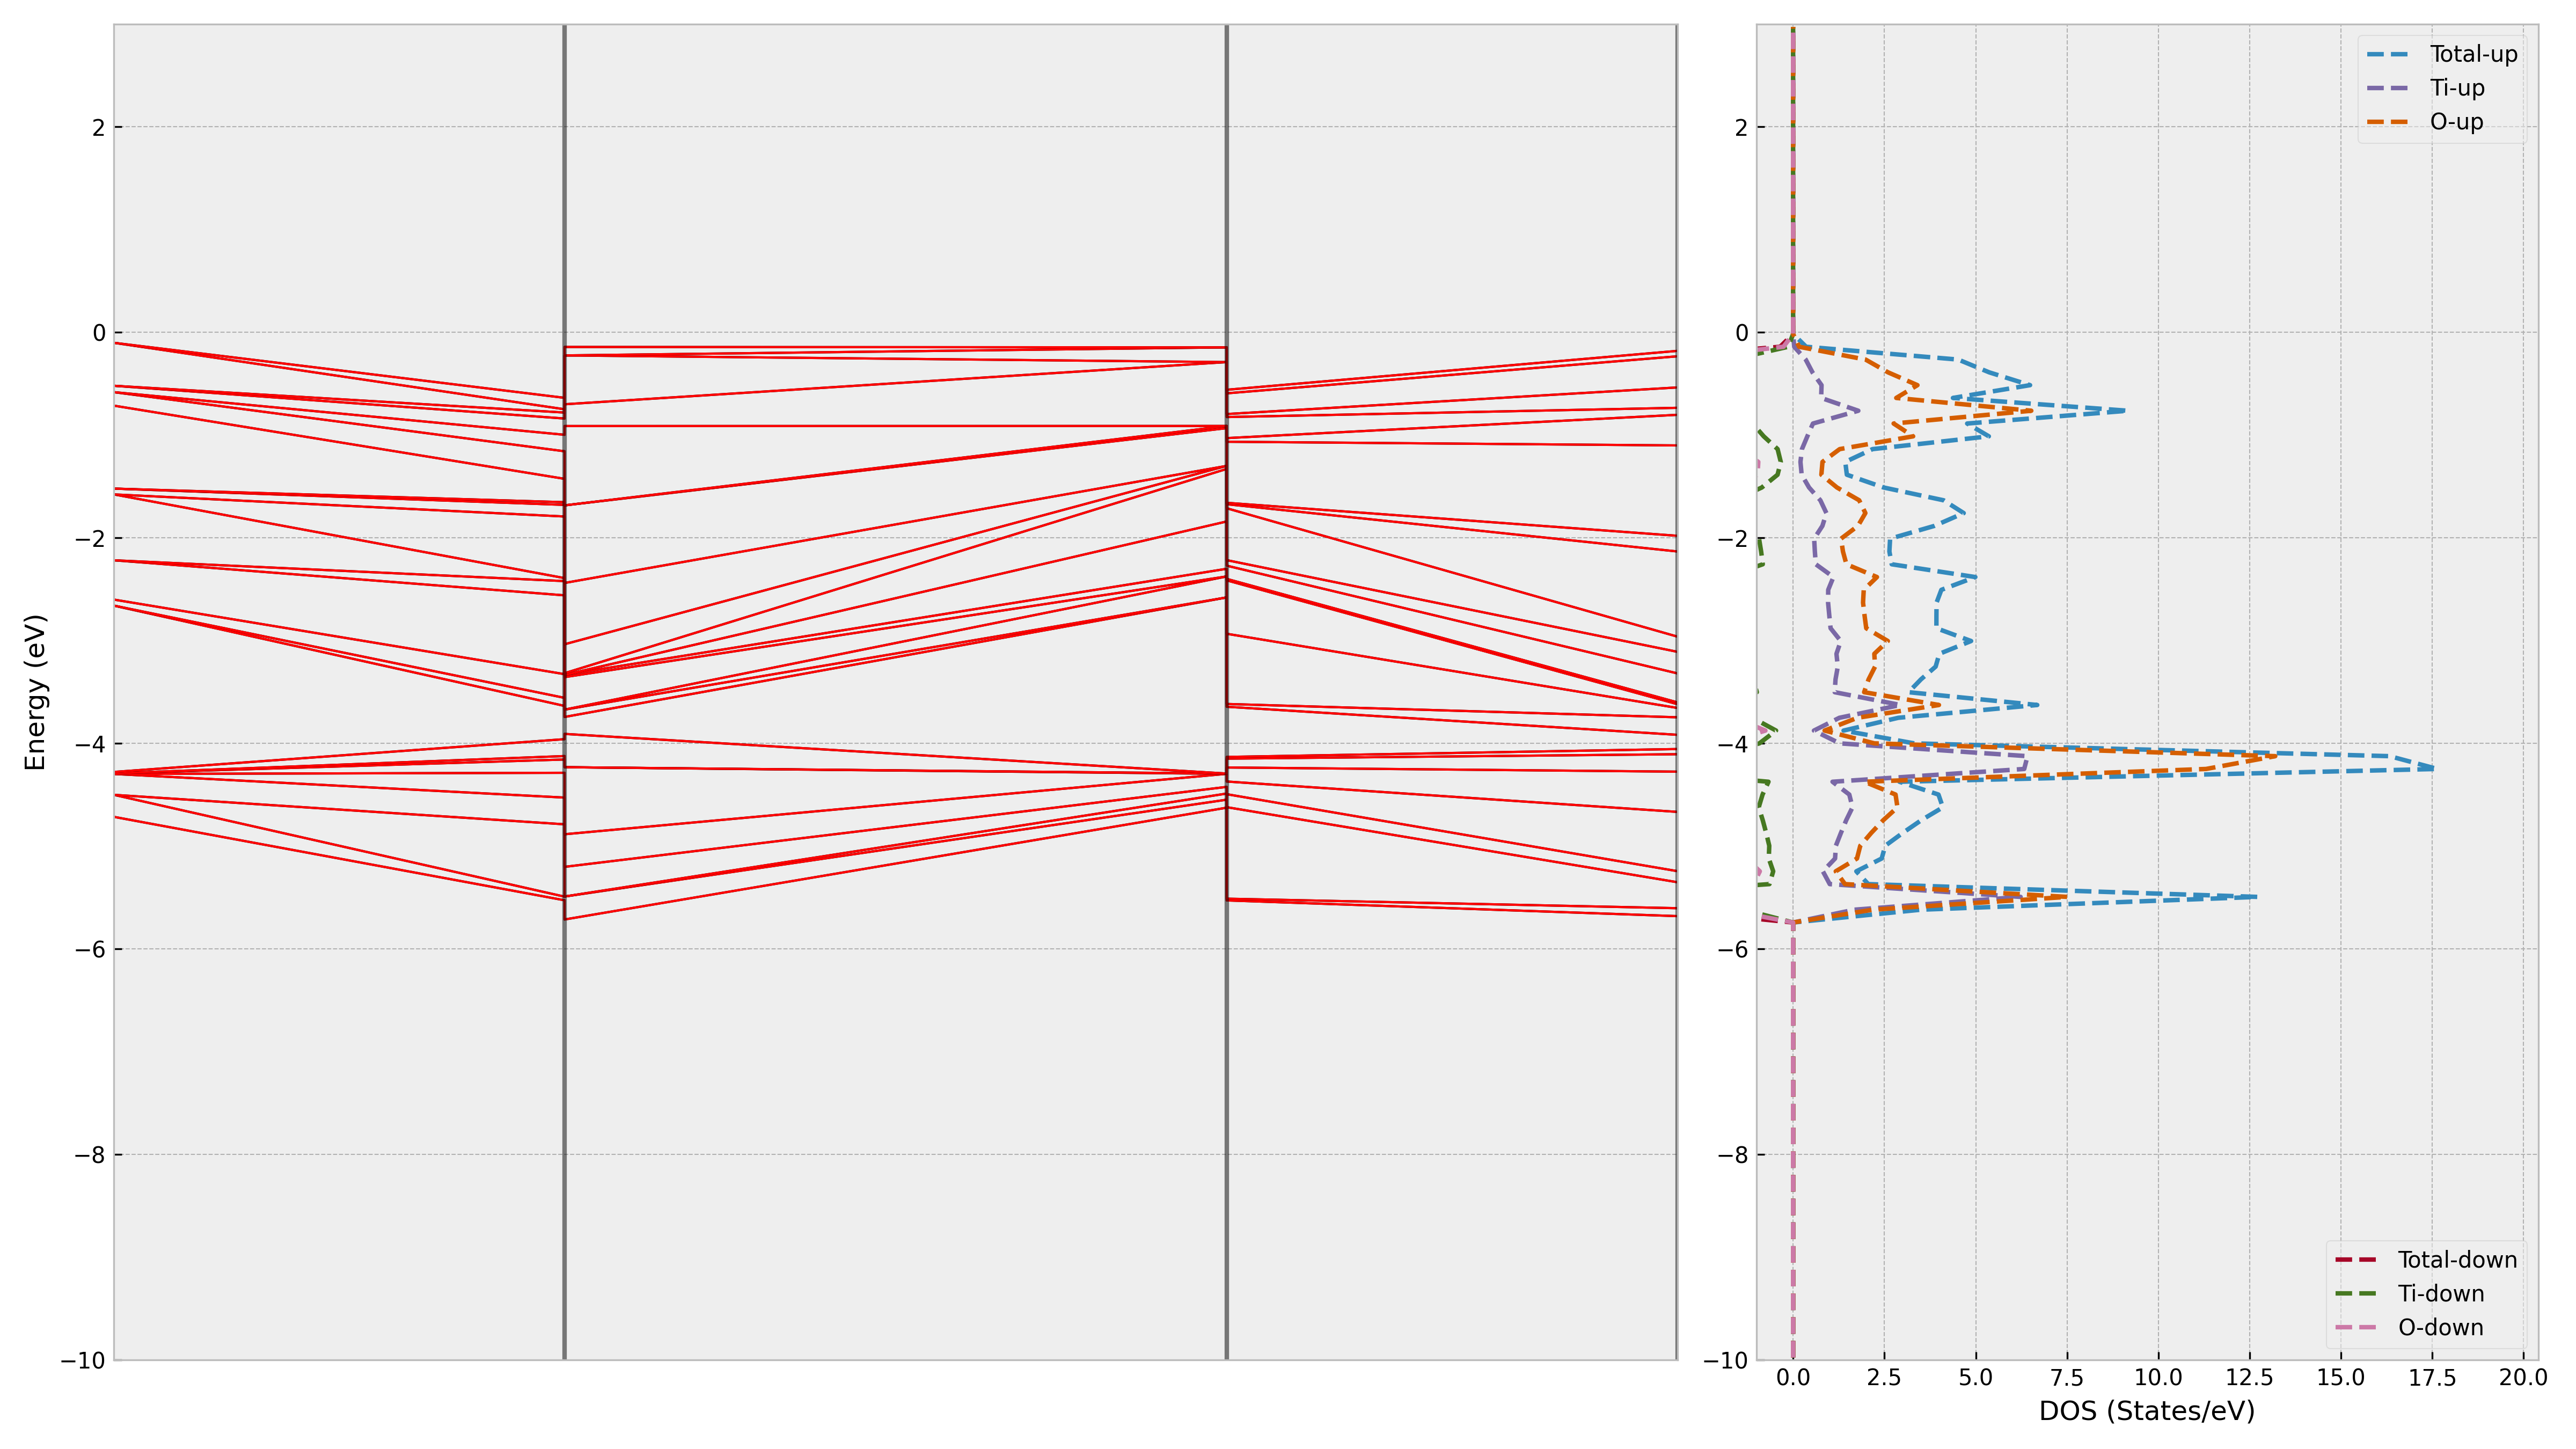 Energy (eV)
2
0
−2
−4
−6
−8
−10
2
0
−2
−4
−6
−8
−10
Total-up
Ti-up
O-up
Total-down
Ti-down
O-down
0.0 2.5 5.0 7.5 10.0 12.5 15.0 17.5 20.0
DOS (States/eV)